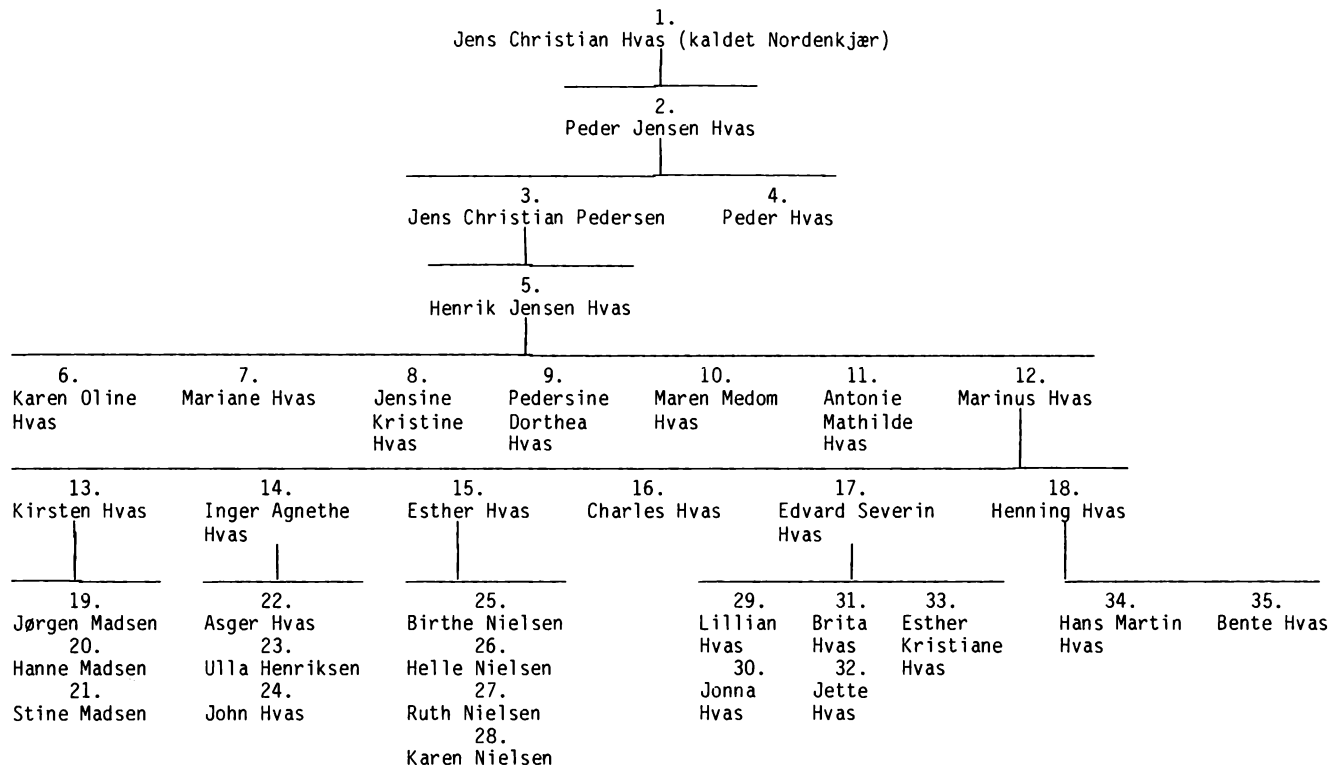 1.
Jens Christian Hvas (kaldet Nordenkjær)
2.
Peder Jensen Hvas
3. 4.
Jens Christian Pedersen Peder Hvas
5.
Henrik Jensen Hvas
6. 7. 8. 9. 10. 11. 12.
Karen Oline Mariane Hvas Jensine Pedersine Maren Medom Antonie Marinus Hvas
Hvas Kristine Dorthea Hvas Mathilde
Hvas Hvas Hvas
13. 14. 15. 16. 17. 18.
Kirsten Hvas Inger Agnethe Esther Hvas Charles Hvas Edvard Severin Henning Hvas
Hvas Hvas
19. 22. 25. 29. 31. 33. 34. 35.
Jørgen Madsen Asger Hvas Birthe Nielsen Lillian Brita Esther Hans Martin Bente Hvas
20. 23. 26. Hvas Hvas Kristiane Hvas
Hanne Madsen Ulla Henriksen Helle Nielsen 30. 32. Hvas
21. 24. 27. Jonna Jette
Stine Madsen John Hvas Ruth Nielsen Hvas Hvas
28.
Karen Nielsen